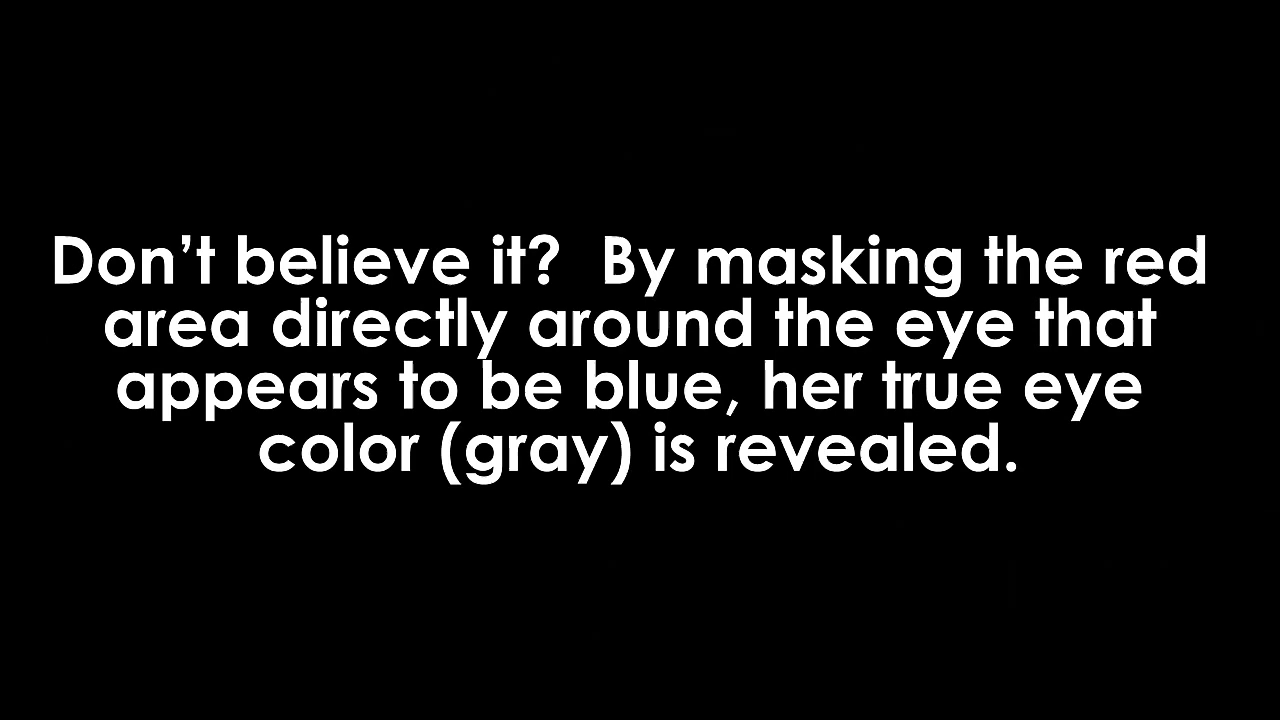 Don’t believe it?  By masking the red
area directly around the eye that
appears to be blue, her true eye
color (gray) is revealed.